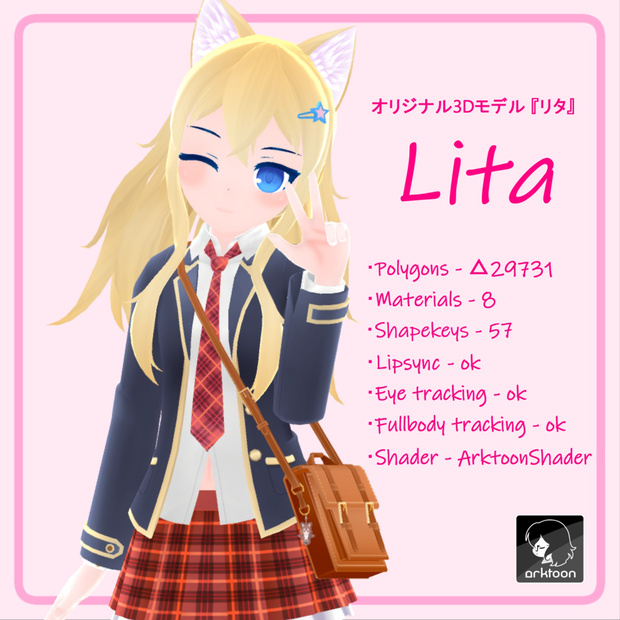 オリジナル3Dモデル『リタ』
Lita
・Polygons - △29731
・Materials - 8
・Shapekeys - 57
・Lipsync - ok
・Eye tracking - ok
・Fullbody tracking - ok
・Shader - ArktoonShader
arktoon